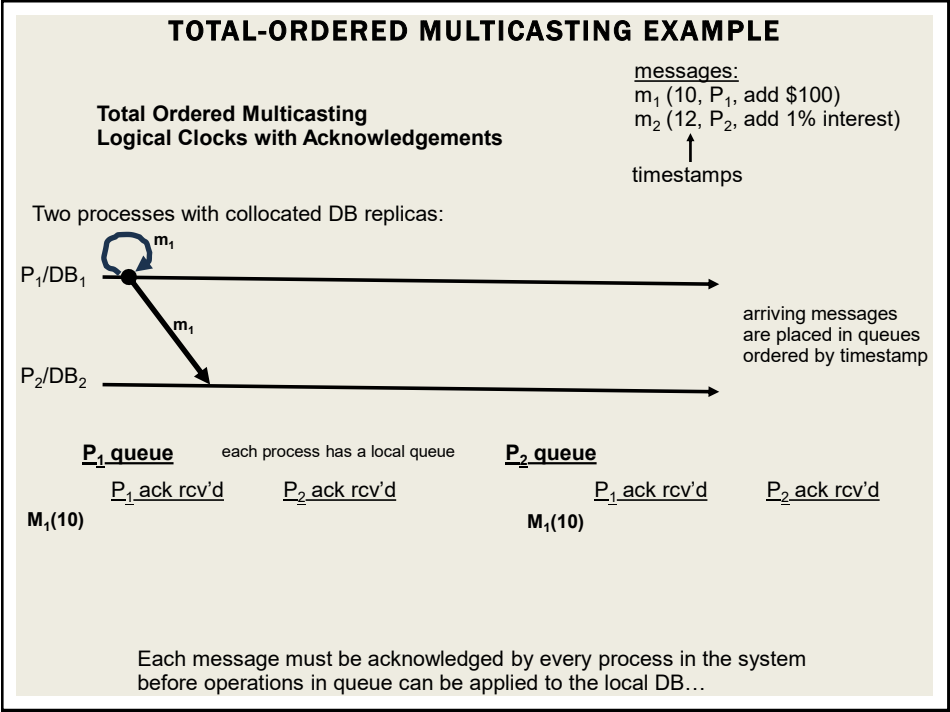 TOTAL-ORDERED MULTICASTING EXAMPLE
messages:
m₁ (10, P₁, add $100)
m₂ (12, P₂, add 1% interest)
timestamps
Total Ordered Multicasting
Logical Clocks with Acknowledgements
Two processes with collocated DB replicas:
m₁
P₁/DB₁
m₁
arriving messages
are placed in queues
ordered by timestamp
P₂/DB₂
P₁ queue each process has a local queue P₂ queue
P₁ ack rcv’d P₂ ack rcv’d P₁ ack rcv’d P₂ ack rcv’d
M₁(10) M₁(10)
Each message must be acknowledged by every process in the system
before operations in queue can be applied to the local DB…